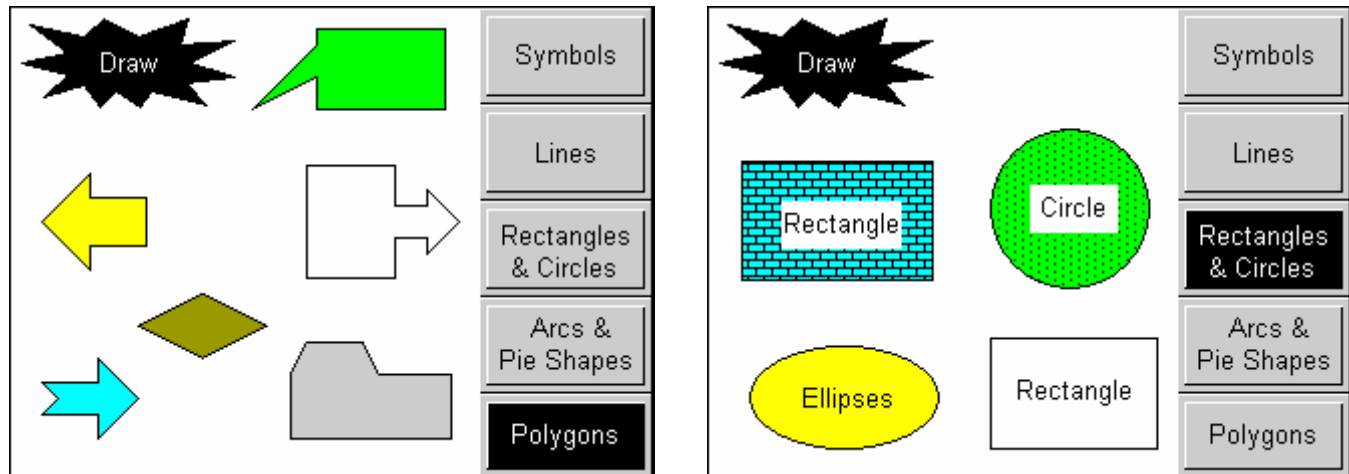 Draw
Symbols
Lines
Rectangles
& Circles
Arcs &
Pie Shapes
Polygons
Draw
Rectangle
Circle
Ellipses
Rectangle
Symbols
Lines
Rectangles
& Circles
Arcs &
Pie Shapes
Polygons